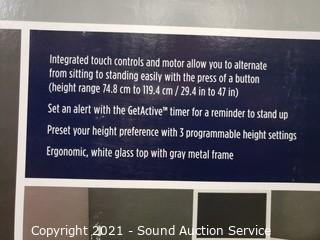 Integrated touch controls and motor allow you to alternate
from sitting to standing easily with the press of a button
(height range 74.8 cm to 119.4 cm / 29.4 in to 47 in)
Set an alert with the GetActive™ timer for a reminder to stand up
Preset your height preference with 3 programmable height settings
Ergonomic, white glass top with gray metal frame
Copyright 2021 - Sound Auction Service